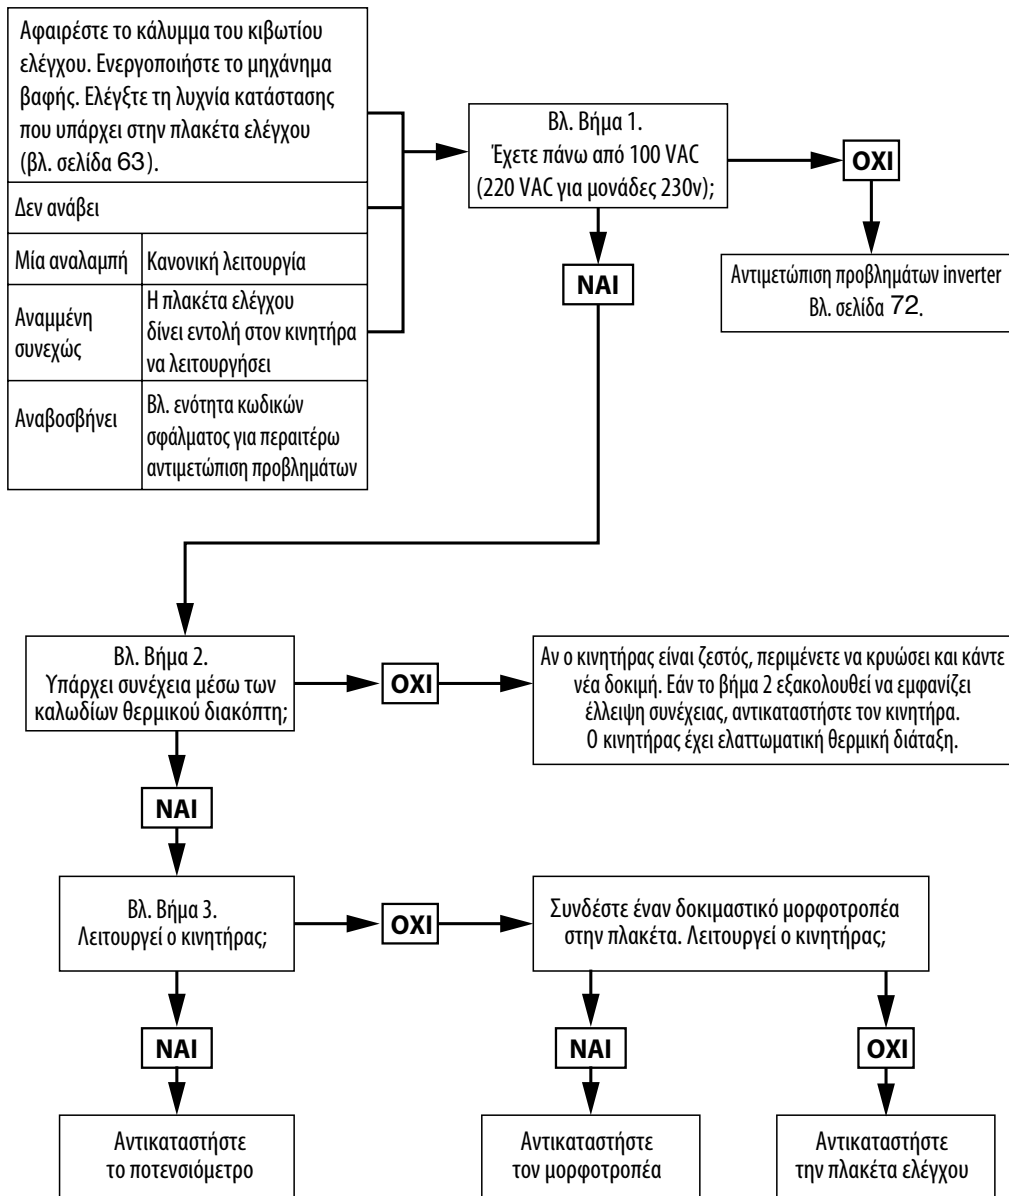 Αφαιρέστε το κάλυμμα του κιβωτίου
ελέγχου. Ενεργοποιήστε το μηχάνημα
βαφής. Ελέγξτε τη λυχνία κατάστασης
που υπάρχει στην πλακέτα ελέγχου
(βλ. σελίδα 63).
Δεν ανάβει
Μία αναλαμπή
Κανονική λειτουργία
Αναμμένη
συνεχώς
Η πλακέτα ελέγχου
δίνει εντολή στον κινητήρα
να λειτουργήσει
Αναβοσβήνει
Βλ. ενότητα κωδικών
σφάλματος για περαιτέρω
αντιμετώπιση προβλημάτων
Βλ. Βήμα 1.
Έχετε πάνω από 100 VAC
(220 VAC για μονάδες 230v);
ΟΧΙ
Αντιμετώπιση προβλημάτων inverter
Βλ. σελίδα 72.
ΝΑΙ
Βλ. Βήμα 2.
Υπάρχει συνέχεια μέσω των
καλωδίων θερμικού διακόπτη;
ΟΧΙ
Αν ο κινητήρας είναι ζεστός, περιμένετε να κρυώσει και κάντε
νέα δοκιμή. Εάν το βήμα 2 εξακολουθεί να εμφανίζει
έλλειψη συνέχειας, αντικαταστήστε τον κινητήρα.
Ο κινητήρας έχει ελαττωματική θερμική διάταξη.
ΝΑΙ
Βλ. Βήμα 3.
Λειτουργεί ο κινητήρας;
ΟΧΙ
Συνδέστε έναν δοκιμαστικό μορφοτροπέα
στην πλακέτα. Λειτουργεί ο κινητήρας;
ΝΑΙ
ΝΑΙ
ΟΧΙ
Αντικαταστήστε
το ποτενσιόμετρο
Αντικαταστήστε
τον μορφοτροπέα
Αντικαταστήστε
την πλακέτα ελέγχου